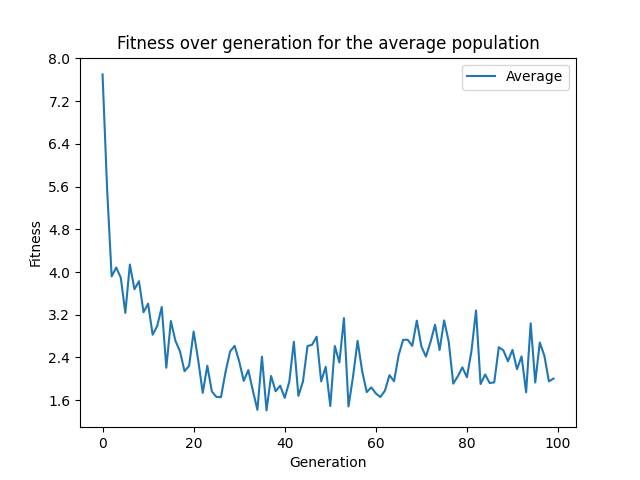 Fitness over generation for the average population
Average
8.0
7.2
6.4
5.6
4.8
4.0
3.2
2.4
1.6
Fitness
0 20 40 60 80 100
Generation